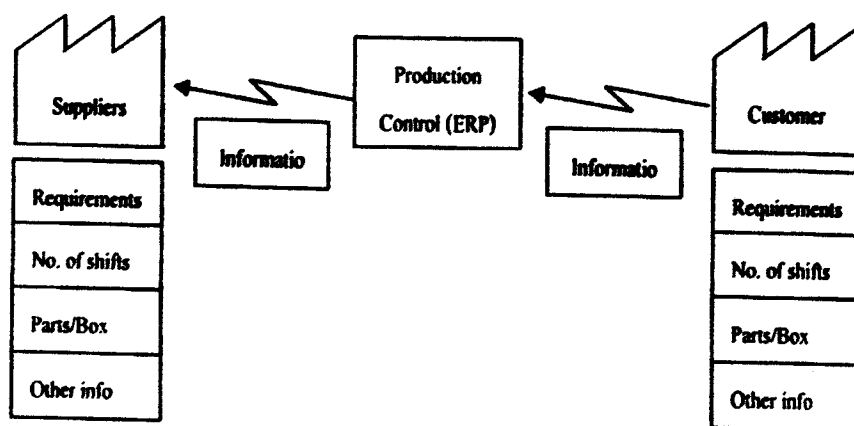 Suppliers
Production
Control (ERP)
Customer
Informatio
Informatio
Requirements
No. of shifts
Parts/Box
Other info
Requirements
No. of shifts
Parts/Box
Other info